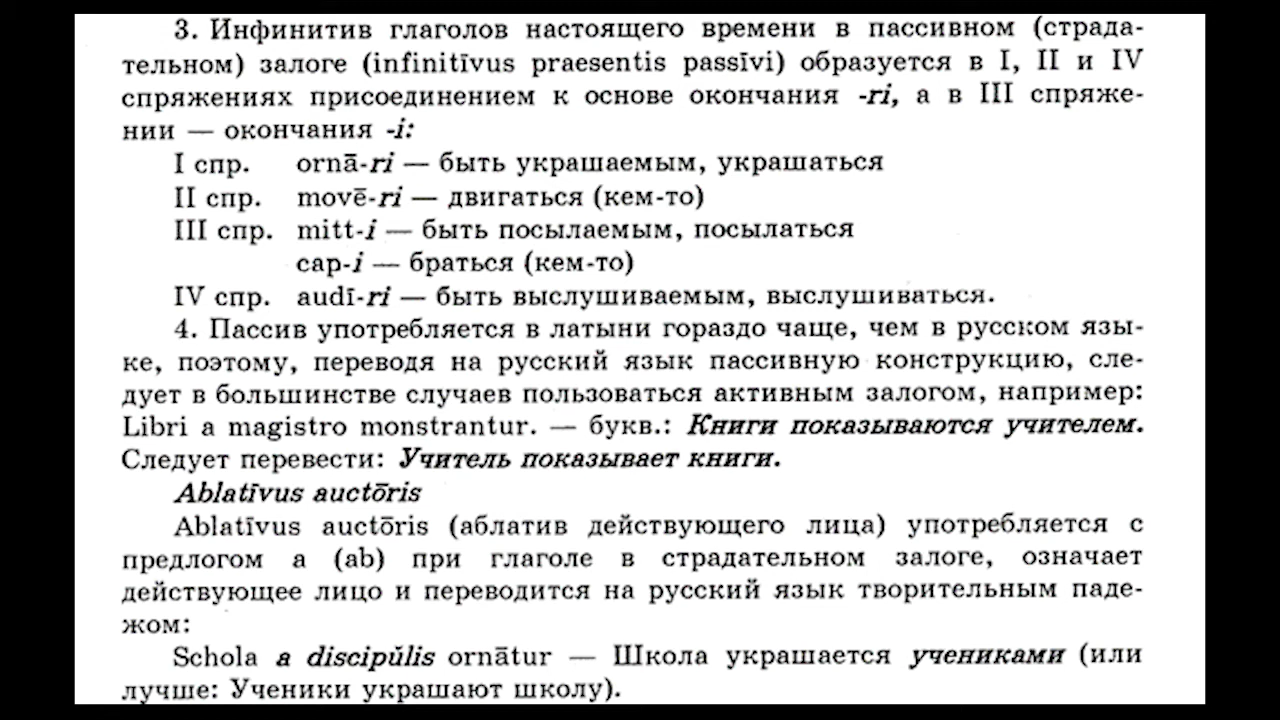 3. Инфинитив глаголов настоящего времени в пассивном (страда-
тельном) залоге (infinitīvus praesentis passīvi) образуется в I, II и IV
спряжениях присоединением к основе окончания -ri, а в III спряже-
нии — окончания -i:
I спр. ornā-ri — быть украшаемым, украшаться
II спр. movē-ri — двигаться (кем-то)
III спр. mitt-i — быть посылаемым, посылаться
cap-i — браться (кем-то)
IV спр. audī-ri — быть выслушиваемым, выслушиваться.
4. Пассив употребляется в латыни гораздо чаще, чем в русском язы-
ке, поэтому, переводя на русский язык пассивную конструкцию, сле-
дует в большинстве случаев пользоваться активным залогом, например:
Libri a magistro monstrantur. — букв.: Книги показываются учителем.
Следует перевести: Учитель показывает книги.
Ablatīvus auctōris
Ablatīvus auctōris (аблатив действующего лица) употребляется с
предлогом a (ab) при глаголе в страдательном залоге, означает
действующее лицо и переводится на русский язык творительным паде-
жом:
Schola a discipŭlis ornātur — Школа украшается учениками (или
лучше: Ученики украшают школу).